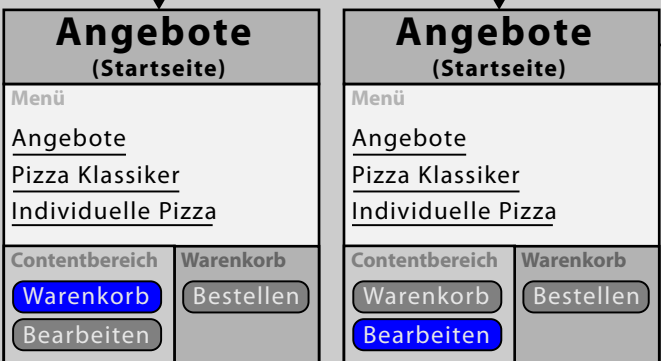 Angebote
(Startseite)
Menü
Angebote
Pizza Klassiker
Individuelle Pizza
Contentbereich
Warenkorb
Bearbeiten
Warenkorb
Bestellen
Angebote
(Startseite)
Menü
Angebote
Pizza Klassiker
Individuelle Pizza
Contentbereich
Warenkorb
Bearbeiten
Warenkorb
Bestellen